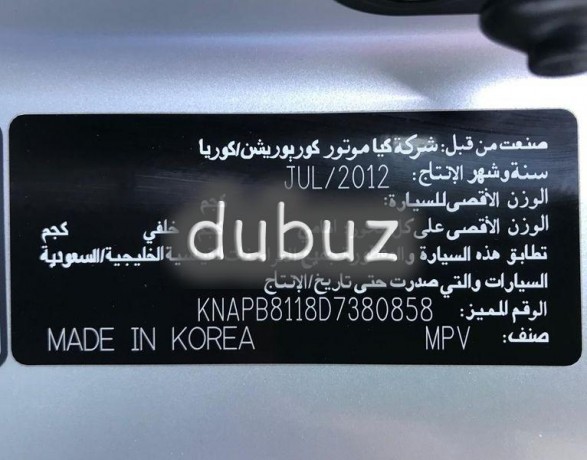 صنعت من قبل: شركة كيا موتور كوربوريشن/كوريا
سنة وشهر الإنتاج: JUL/2012
الوزن الأقصى للسيارة: كجم
الوزن الأقصى على خلفي كجم
dubuz
تطابق هذه السيارة الخليجية/السعودية
السيارات والتي صدرت حتى تاريخ/الإنتاج
الرقم المميز: KNAPB8118D7380858
صنف: MPV MADE IN KOREA